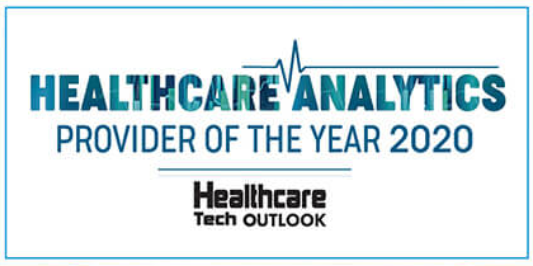 HEALTHCARE ANALYTICS
PROVIDER OF THE YEAR 2020
Healthcare
Tech OUTLOOK